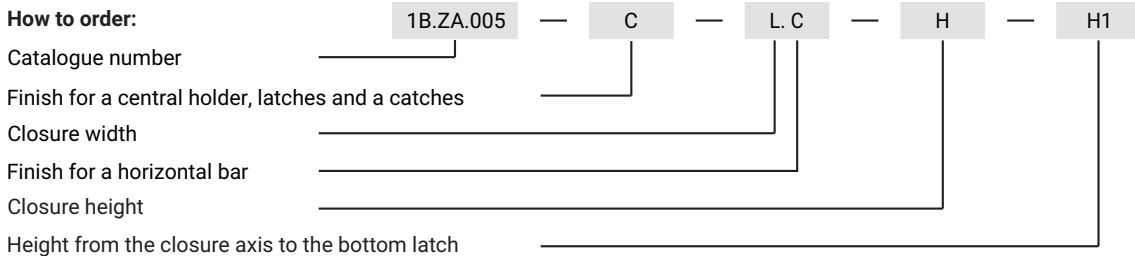 How to order: 1B.ZA.005 — C — L. C — H — H1
Catalogue number
Finish for a central holder, latches and a catches
Closure width
Finish for a horizontal bar
Closure height
Height from the closure axis to the bottom latch